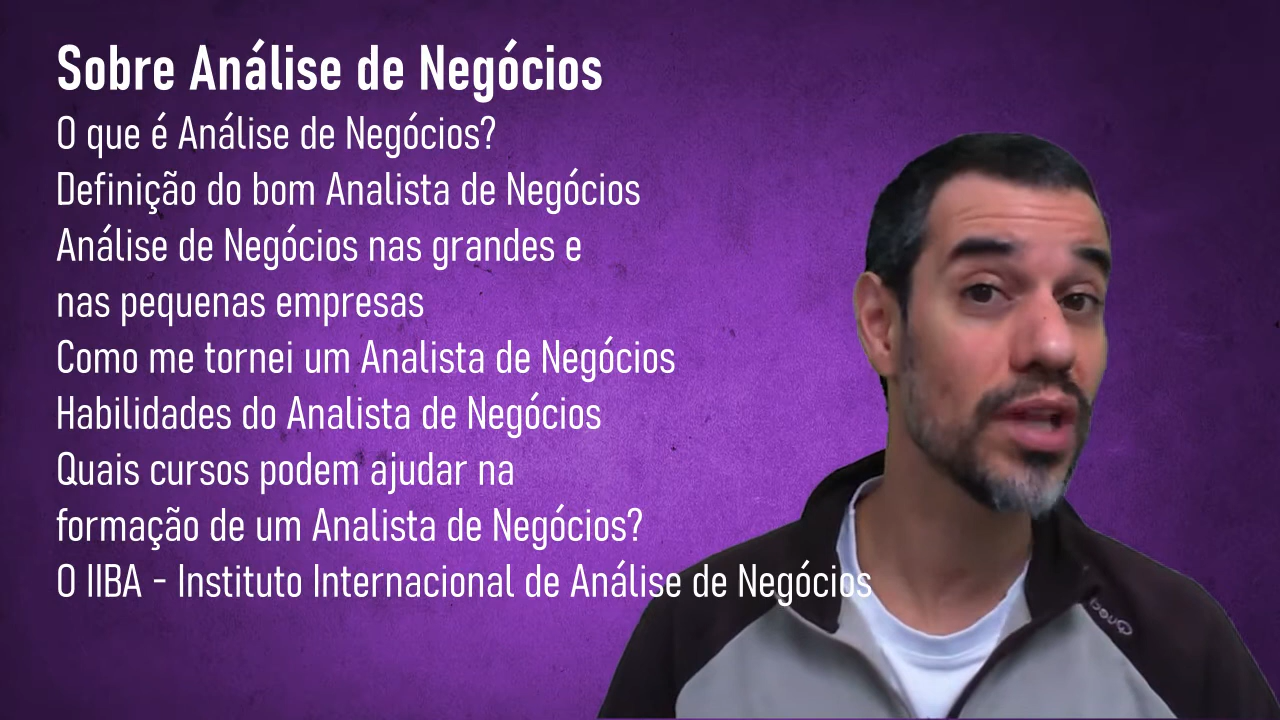 Sobre Análise de Negócios
O que é Análise de Negócios?
Definição do bom Analista de Negócios
Análise de Negócios nas grandes e
nas pequenas empresas
Como me tornei um Analista de Negócios
Habilidades do Analista de Negócios
Quais cursos podem ajudar na
formação de um Analista de Negócios?
O IIBA - Instituto Internacional de Análise de Negócios